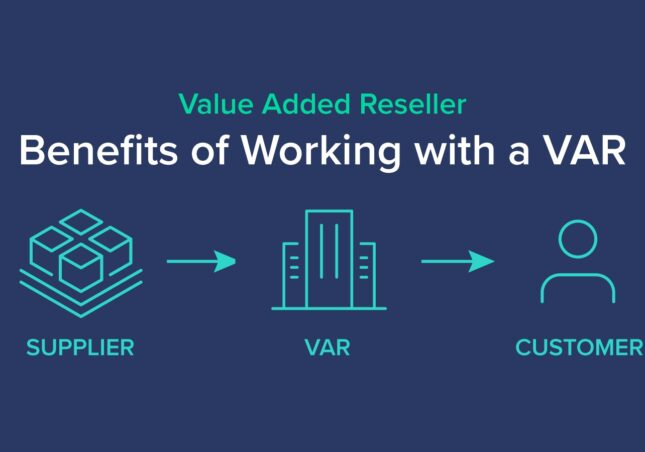 Value Added Reseller
Benefits of Working with a VAR
SUPPLIER
VAR
CUSTOMER